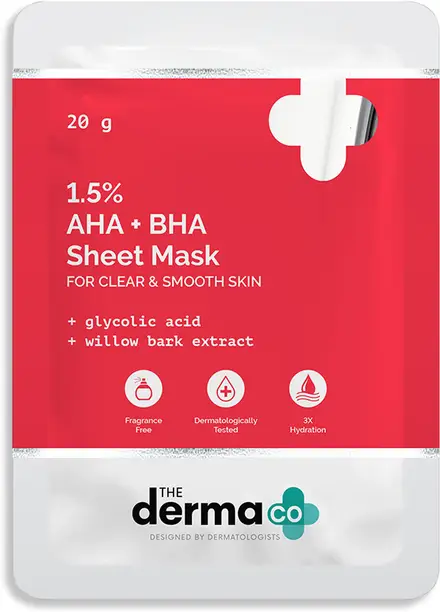 20 g
1.5%
AHA + BHA
Sheet Mask
FOR CLEAR & SMOOTH SKIN
+ glycolic acid
+ willow bark extract
Fragrance
Free
Dermatologically
Tested
3X
Hydration
THE
derma co
DESIGNED BY DERMATOLOGISTS